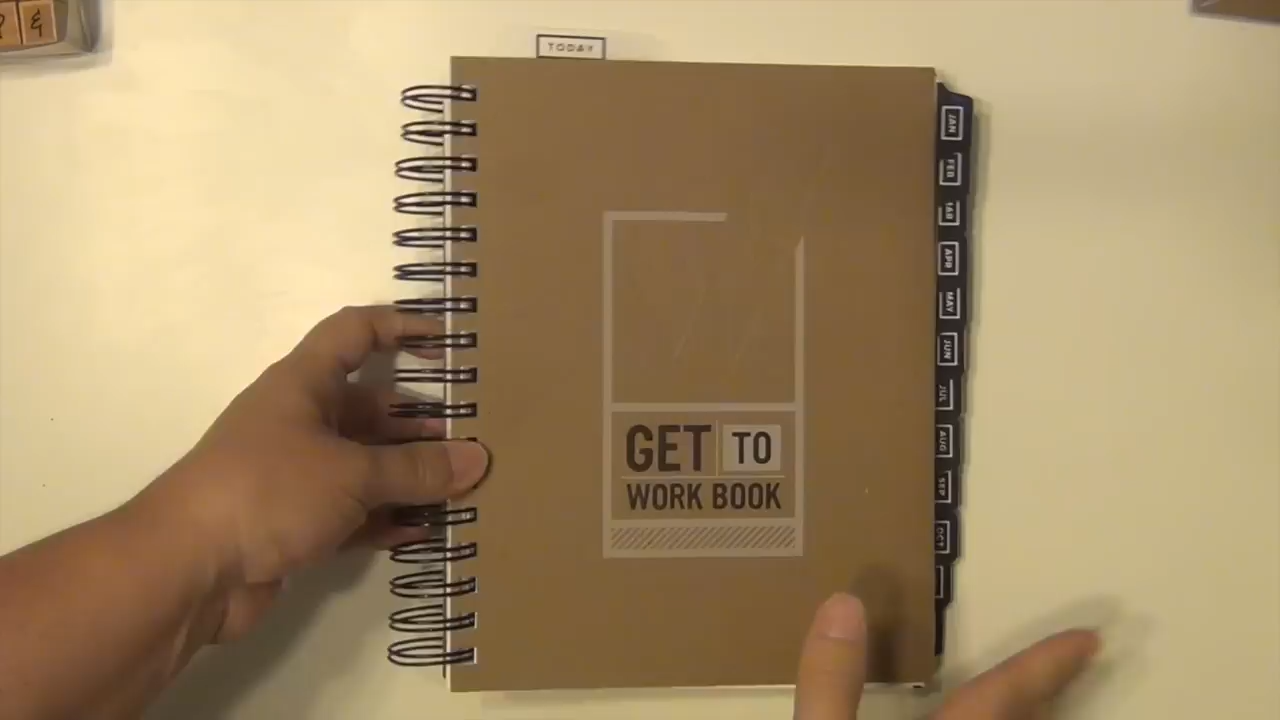 &
TODAY
JAN
FEB
MAR
APR
MAY
JUN
JUL
AUG
SEP
OCT
GET TO
WORK BOOK